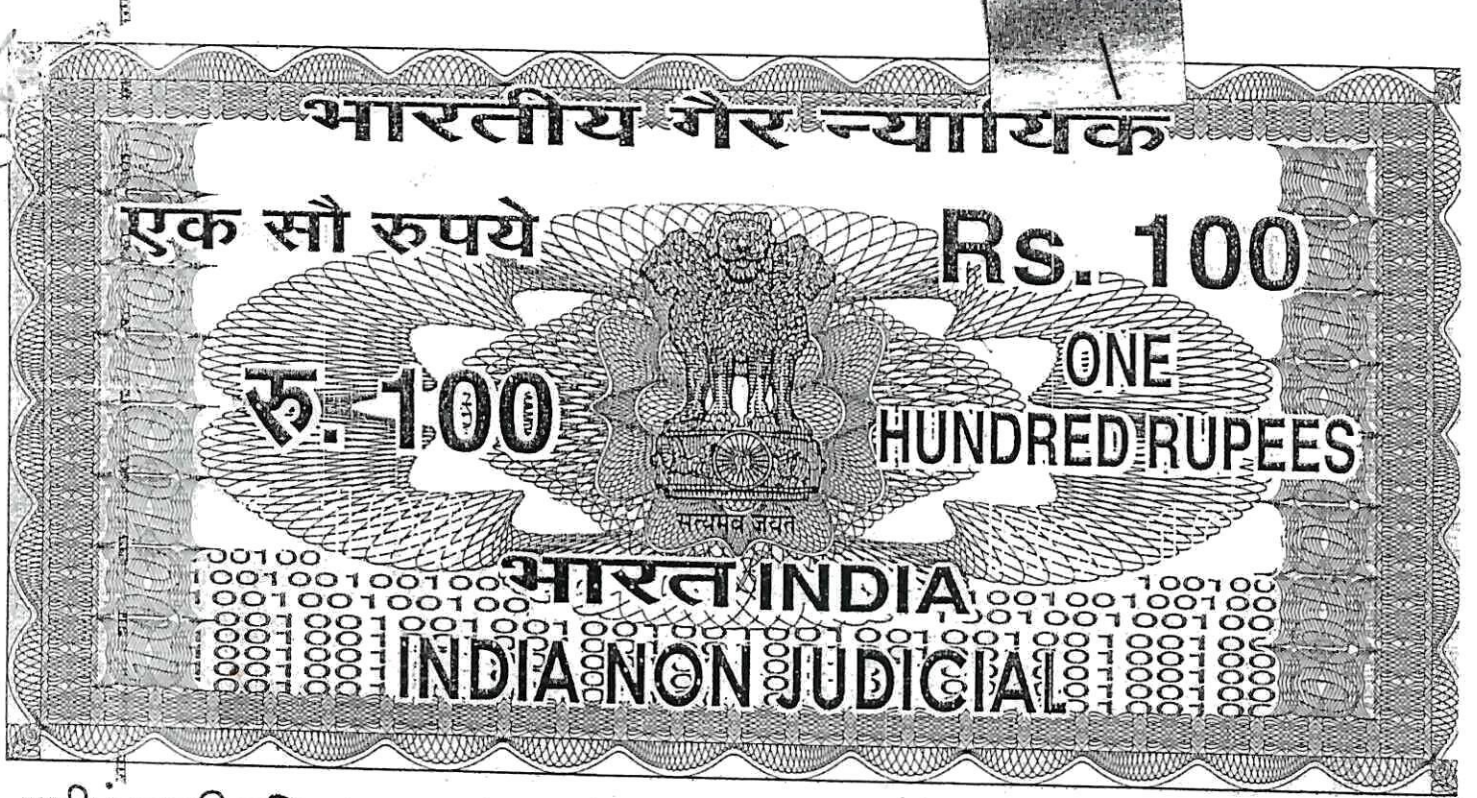 भारतीय गैर न्यायिक
एक सौ रुपये
Rs. 100
रु. 100
ONE
HUNDRED RUPEES
सत्यमेव जयते
भारत INDIA
INDIA NON JUDICIAL